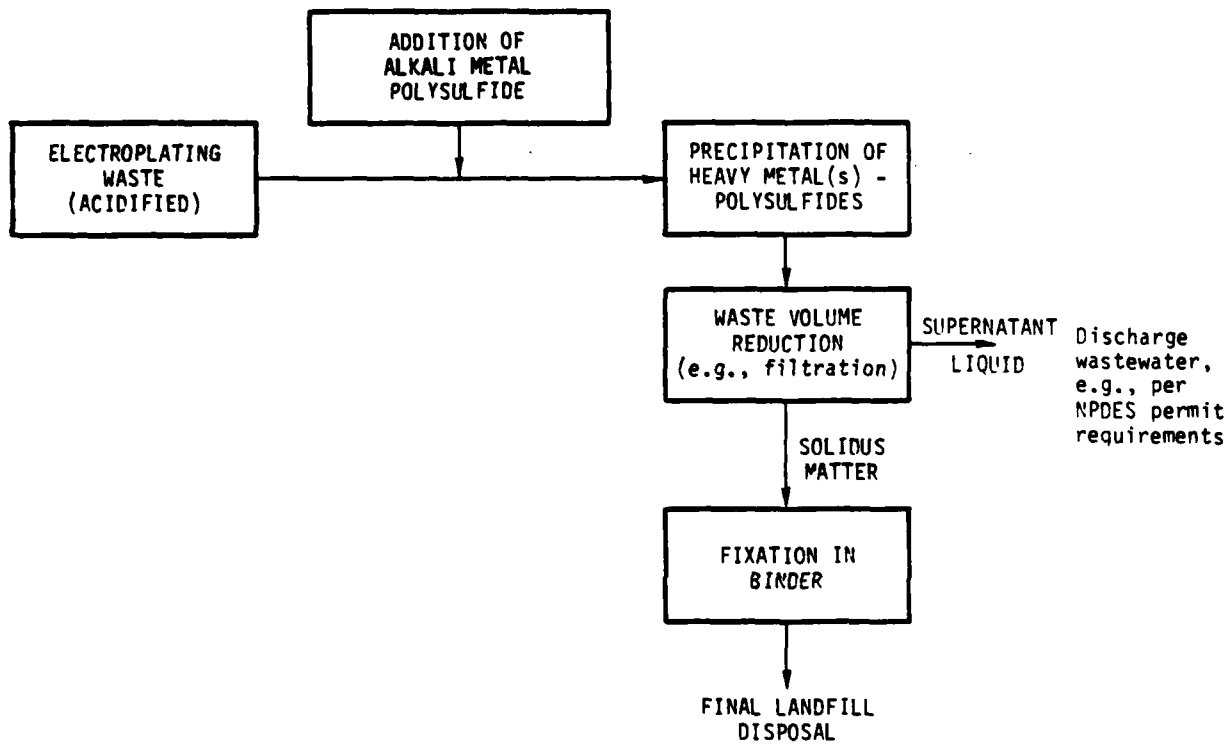 ADDITION OF
ALKALI METAL
POLYSULFIDE
ELECTROPLATING
WASTE
(ACIDIFIED)
PRECIPITATION OF
HEAVY METAL(s) -
POLYSULFIDES
WASTE VOLUME
REDUCTION
(e.g., filtration)
SUPERNATANT
LIQUID
Discharge
wastewater,
e.g., per
NPDES permit
requirements
SOLIDUS
MATTER
FIXATION IN
BINDER
FINAL LANDFILL
DISPOSAL